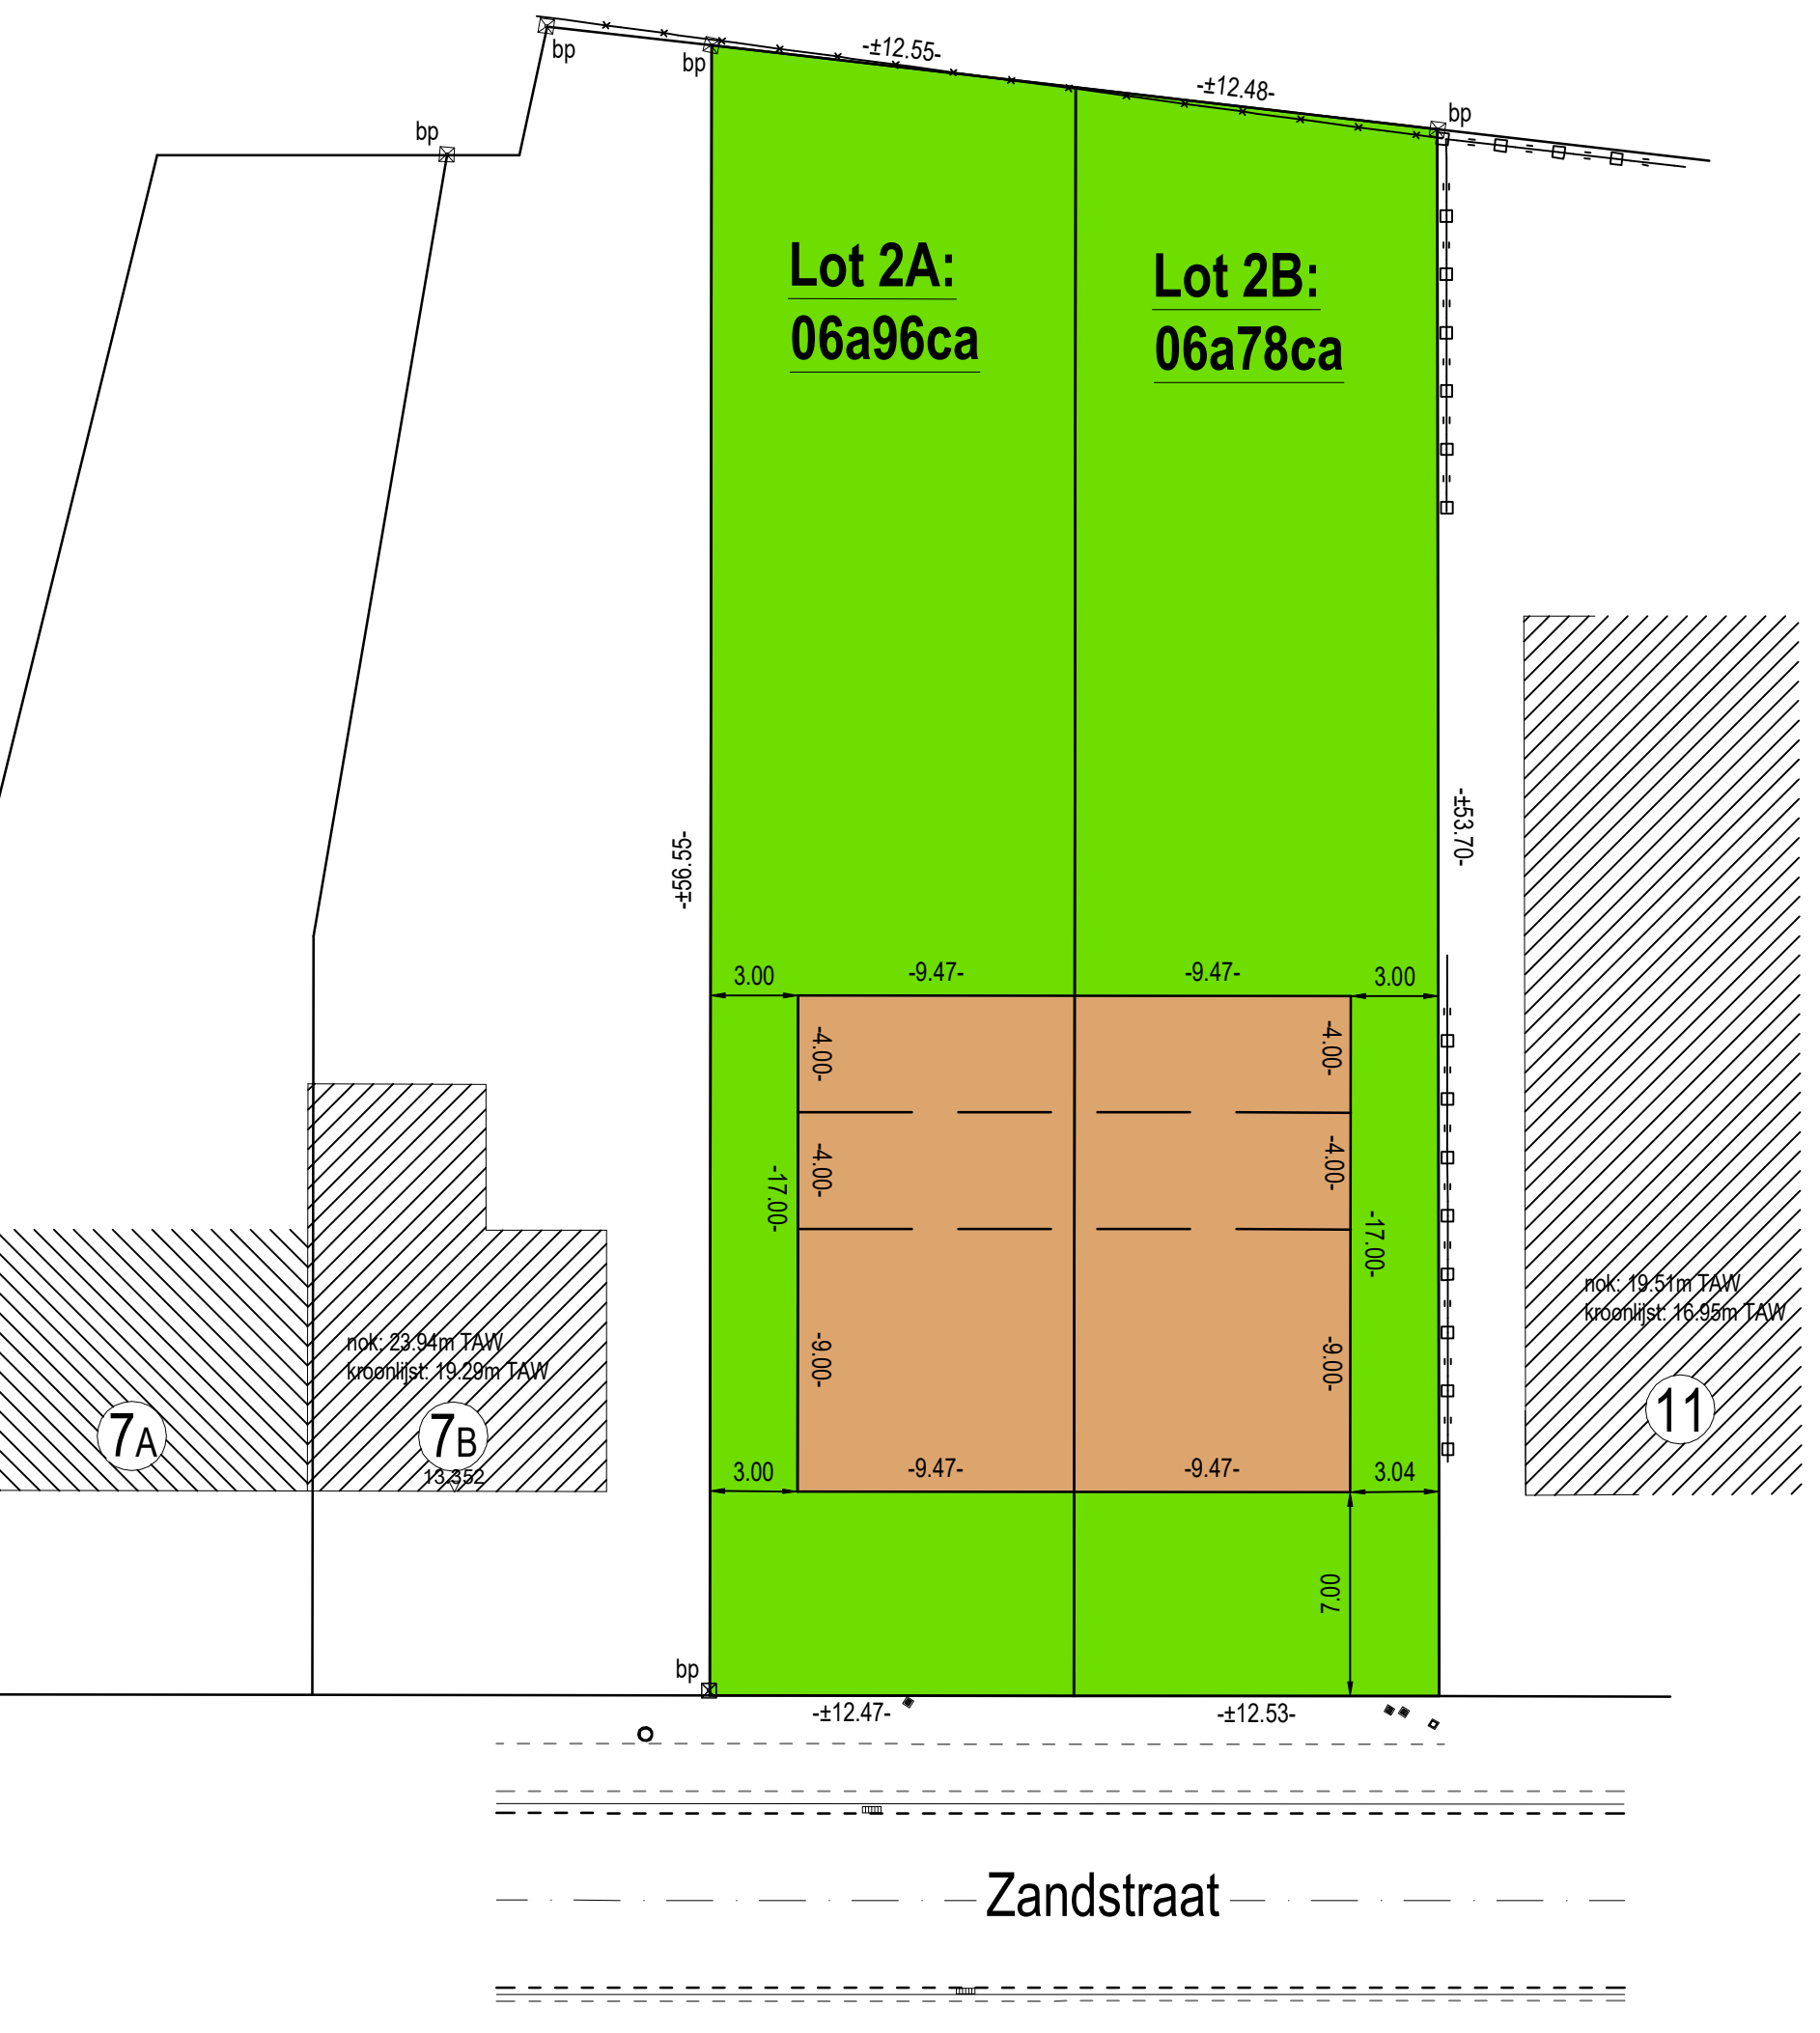 bp
bp
-±12.55-
-±12.48-
bp
bp
Lot 2A:
06a96ca
Lot 2B:
06a78ca
-±56.55-
-±53.70-
3.00
-9.47-
-9.47-
3.00
-4.00-
-4.00-
-4.00-
-4.00-
-17.00-
-17.00-
-9.00-
-9.00-
nok: 19.51m TAW
kroonlijst: 16.95m TAW
nok: 23.94m TAW
kroonlijst: 19.29m TAW
7A
7B
11
13.352
3.00
-9.47-
-9.47-
3.04
7.00
bp
-±12.47-
-±12.53-
Zandstraat